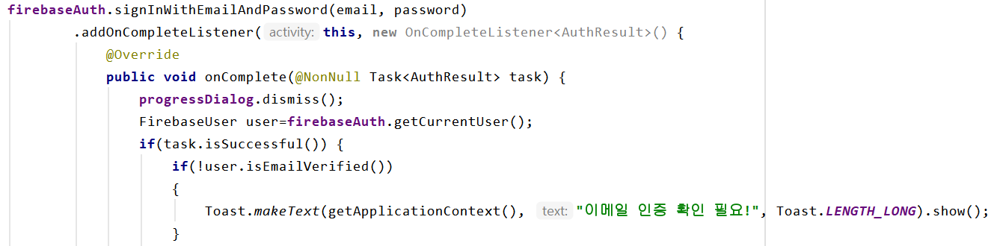 firebaseAuth.signInWithEmailAndPassword(email, password)
.addOnCompleteListener( activity: this, new OnCompleteListener<AuthResult>() {
@Override
public void onComplete(@NonNull Task<AuthResult> task) {
progressDialog.dismiss();
FirebaseUser user=firebaseAuth.getCurrentUser();
if(task.isSuccessful()) {
if(!user.isEmailVerified())
{
Toast.makeText(getApplicationContext(), text: "이메일 인증 확인 필요!", Toast.LENGTH_LONG).show();
}